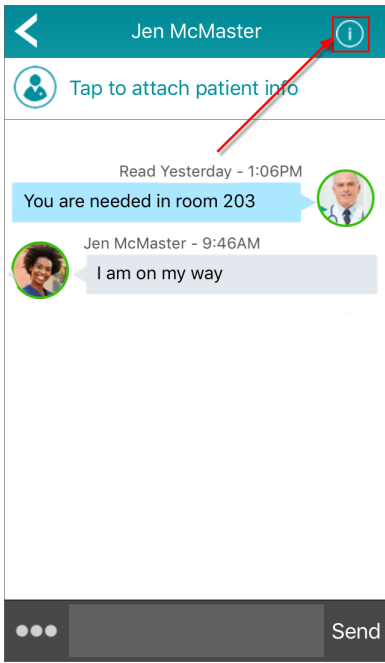 Jen McMaster
Tap to attach patient info
Read Yesterday - 1:06PM
You are needed in room 203
Jen McMaster - 9:46AM
I am on my way
Send